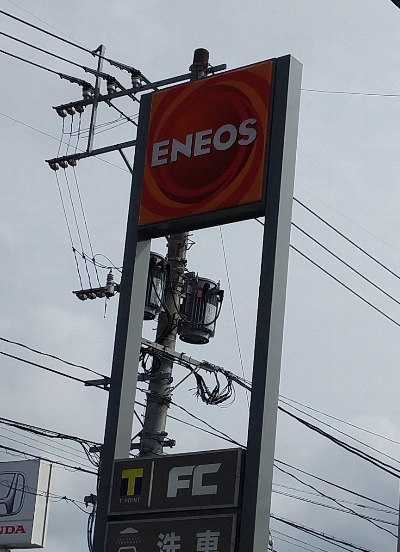 ENEOS
T FC
T-POINT
洗車
HONDA